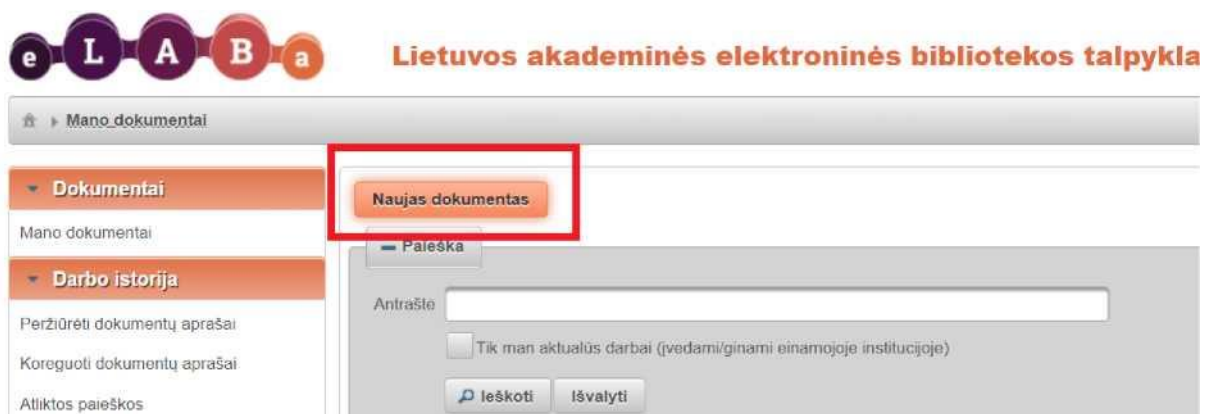 eLABa
Lietuvos akademinės elektroninės bibliotekos talpykla
Mano dokumentai
Dokumentai
Mano dokumentai
Darbo istorija
Peržiūrėti dokumentų aprašai
Koreguoti dokumentų aprašai
Atliktos paieškos
Naujas dokumentas
Paieška
Antraštė
Tik man aktualūs darbai (įvedami/ginami einamojoje institucijoje)
Ieškoti Išvalyti